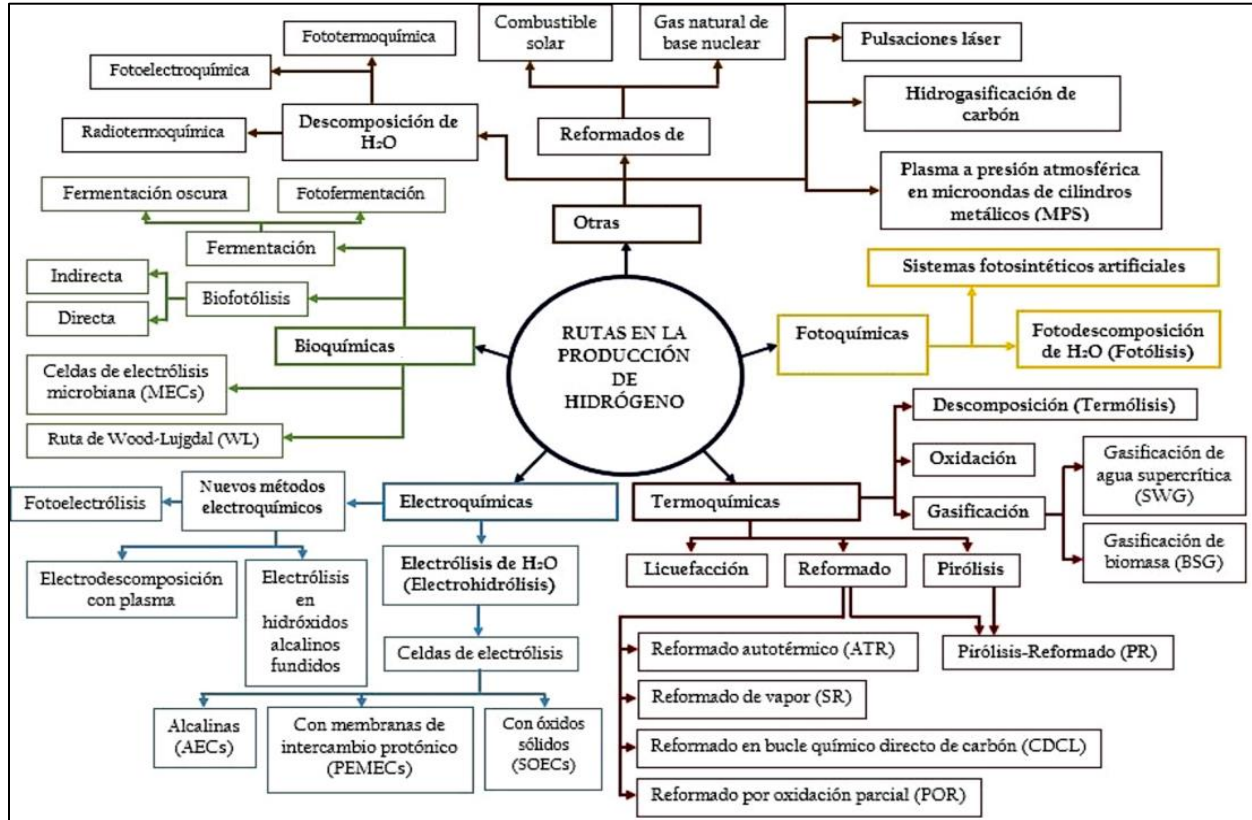 Combustible
solar
Gas natural de
base nuclear
Pulsaciones láser
Fototermoquímica
Fotoelectroquímica
Hidrogasificación de
carbón
Radiotermoquímica
Descomposición de
H₂O
Reformados de
Plasma a presión atmosférica
en microondas de cilindros
metálicos (MPS)
Fermentación oscura
Fotofermentación
Otras
Fermentación
Sistemas fotosintéticos artificiales
Indirecta
Directa
Biofotólisis
Bioquímicas
RUTAS EN LA
PRODUCCIÓN
DE
HIDRÓGENO
Fotoquímicas
Fotodescomposición
de H₂O (Fotólisis)
Celdas de electrólisis
microbiana (MECs)
Ruta de Wood-Lujgdal (WL)
Descomposición (Termólisis)
Oxidación
Gasificación de
agua supercrítica
(SWG)
Fotoelectrólisis
Nuevos métodos
electroquímicos
Electroquímicas
Termoquímicas
Gasificación
Gasificación de
biomasa (BSG)
Electrodescomposición
con plasma
Electrólisis
en
hidróxidos
alcalinos
fundidos
Electrólisis de H₂O
(Electrohidrólisis)
Licuefacción
Reformado
Pirólisis
Celdas de electrólisis
Reformado autotérmico (ATR)
Pirólisis-Reformado (PR)
Reformado de vapor (SR)
Alcalinas
(AECs)
Con membranas de
intercambio protónico
(PEMECs)
Con óxidos
sólidos
(SOECs)
Reformado en bucle químico directo de carbón (CDCL)
Reformado por oxidación parcial (POR)